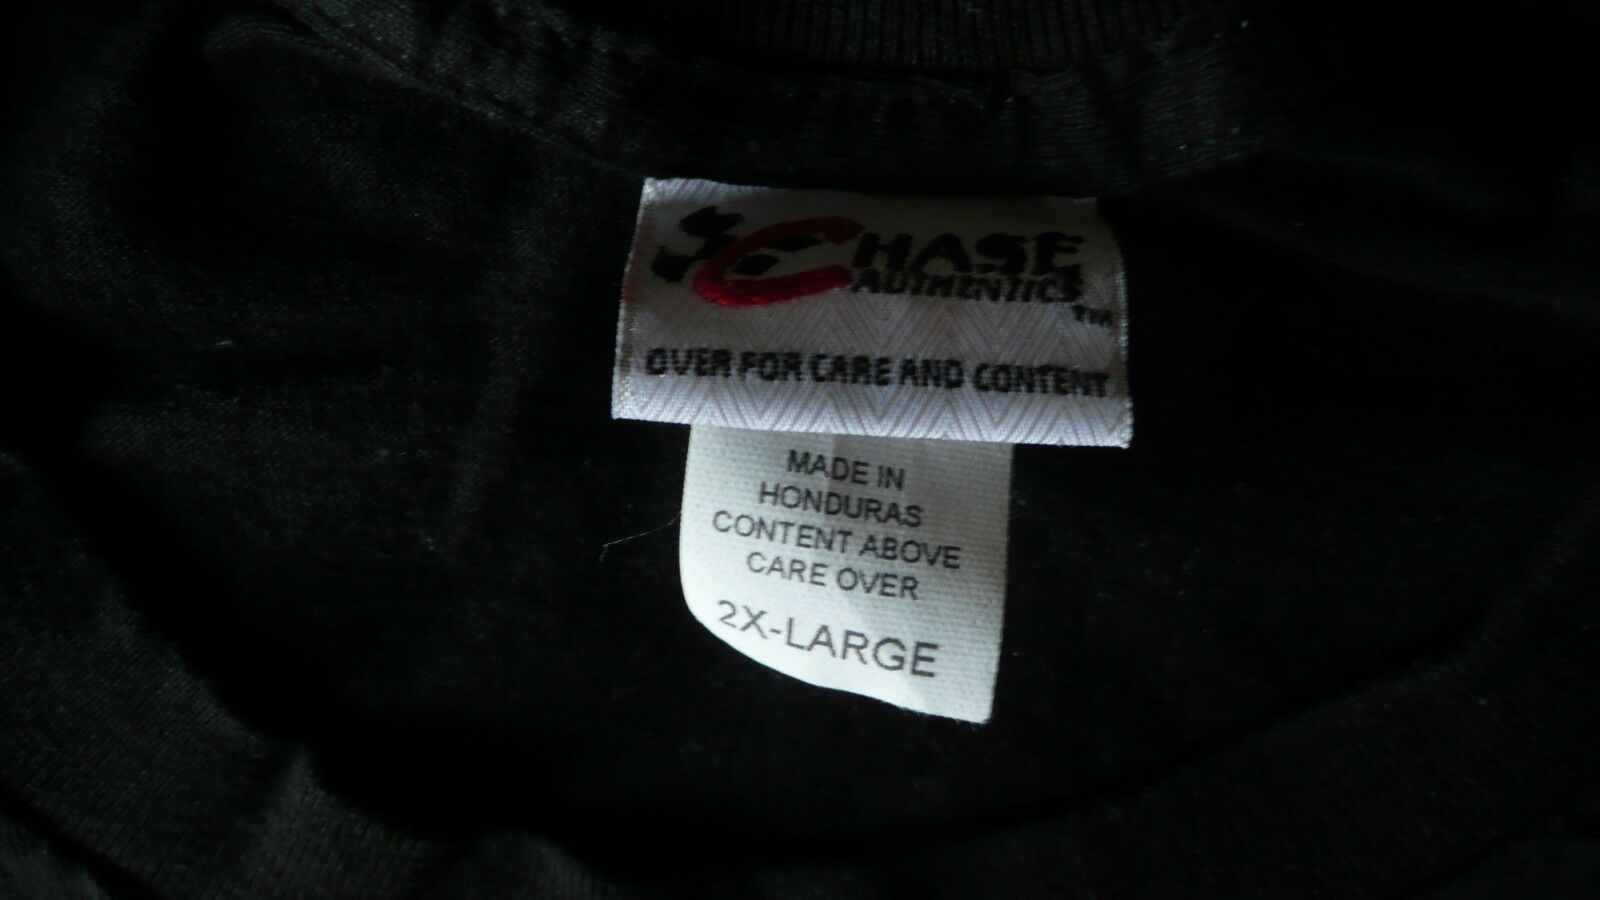 CHASE
AUTHENTICS
TM
OVER FOR CARE AND CONTENT
MADE IN
HONDURAS
CONTENT ABOVE
CARE OVER
2X-LARGE